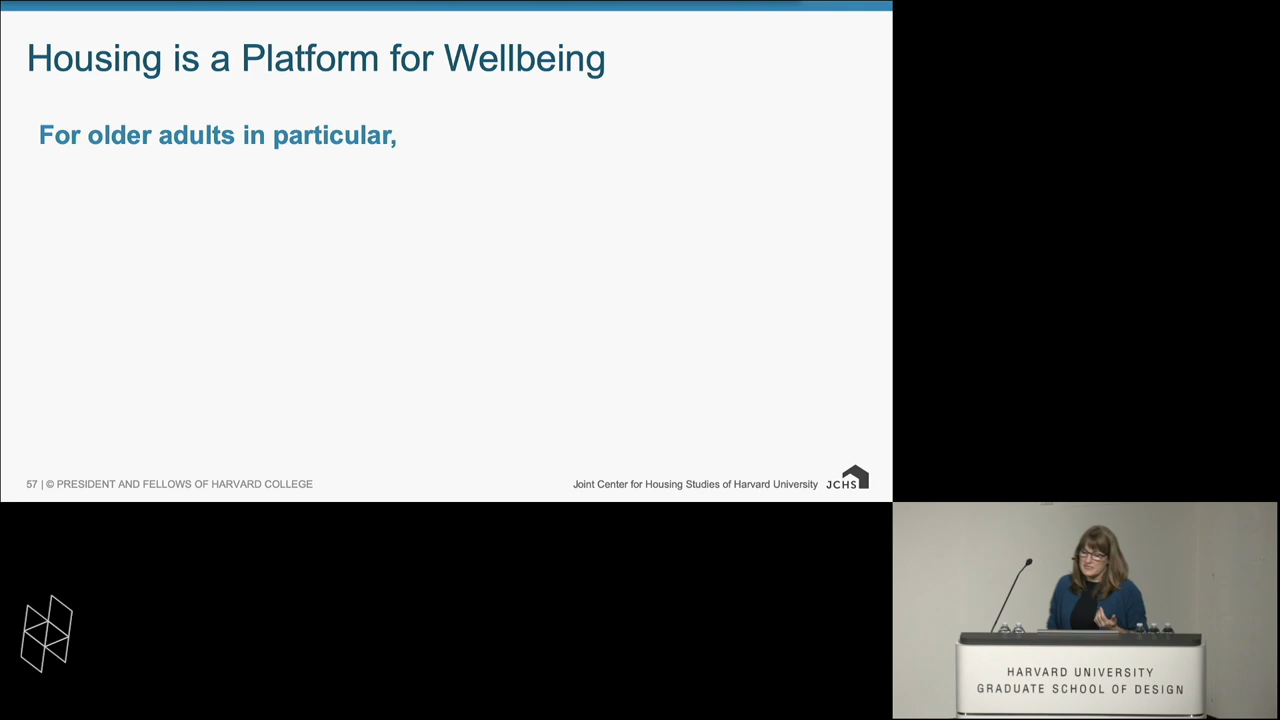 Housing is a Platform for Wellbeing
For older adults in particular,
57 | © PRESIDENT AND FELLOWS OF HARVARD COLLEGE
Joint Center for Housing Studies of Harvard University
JCHS
HARVARD UNIVERSITY
GRADUATE SCHOOL OF DESIGN